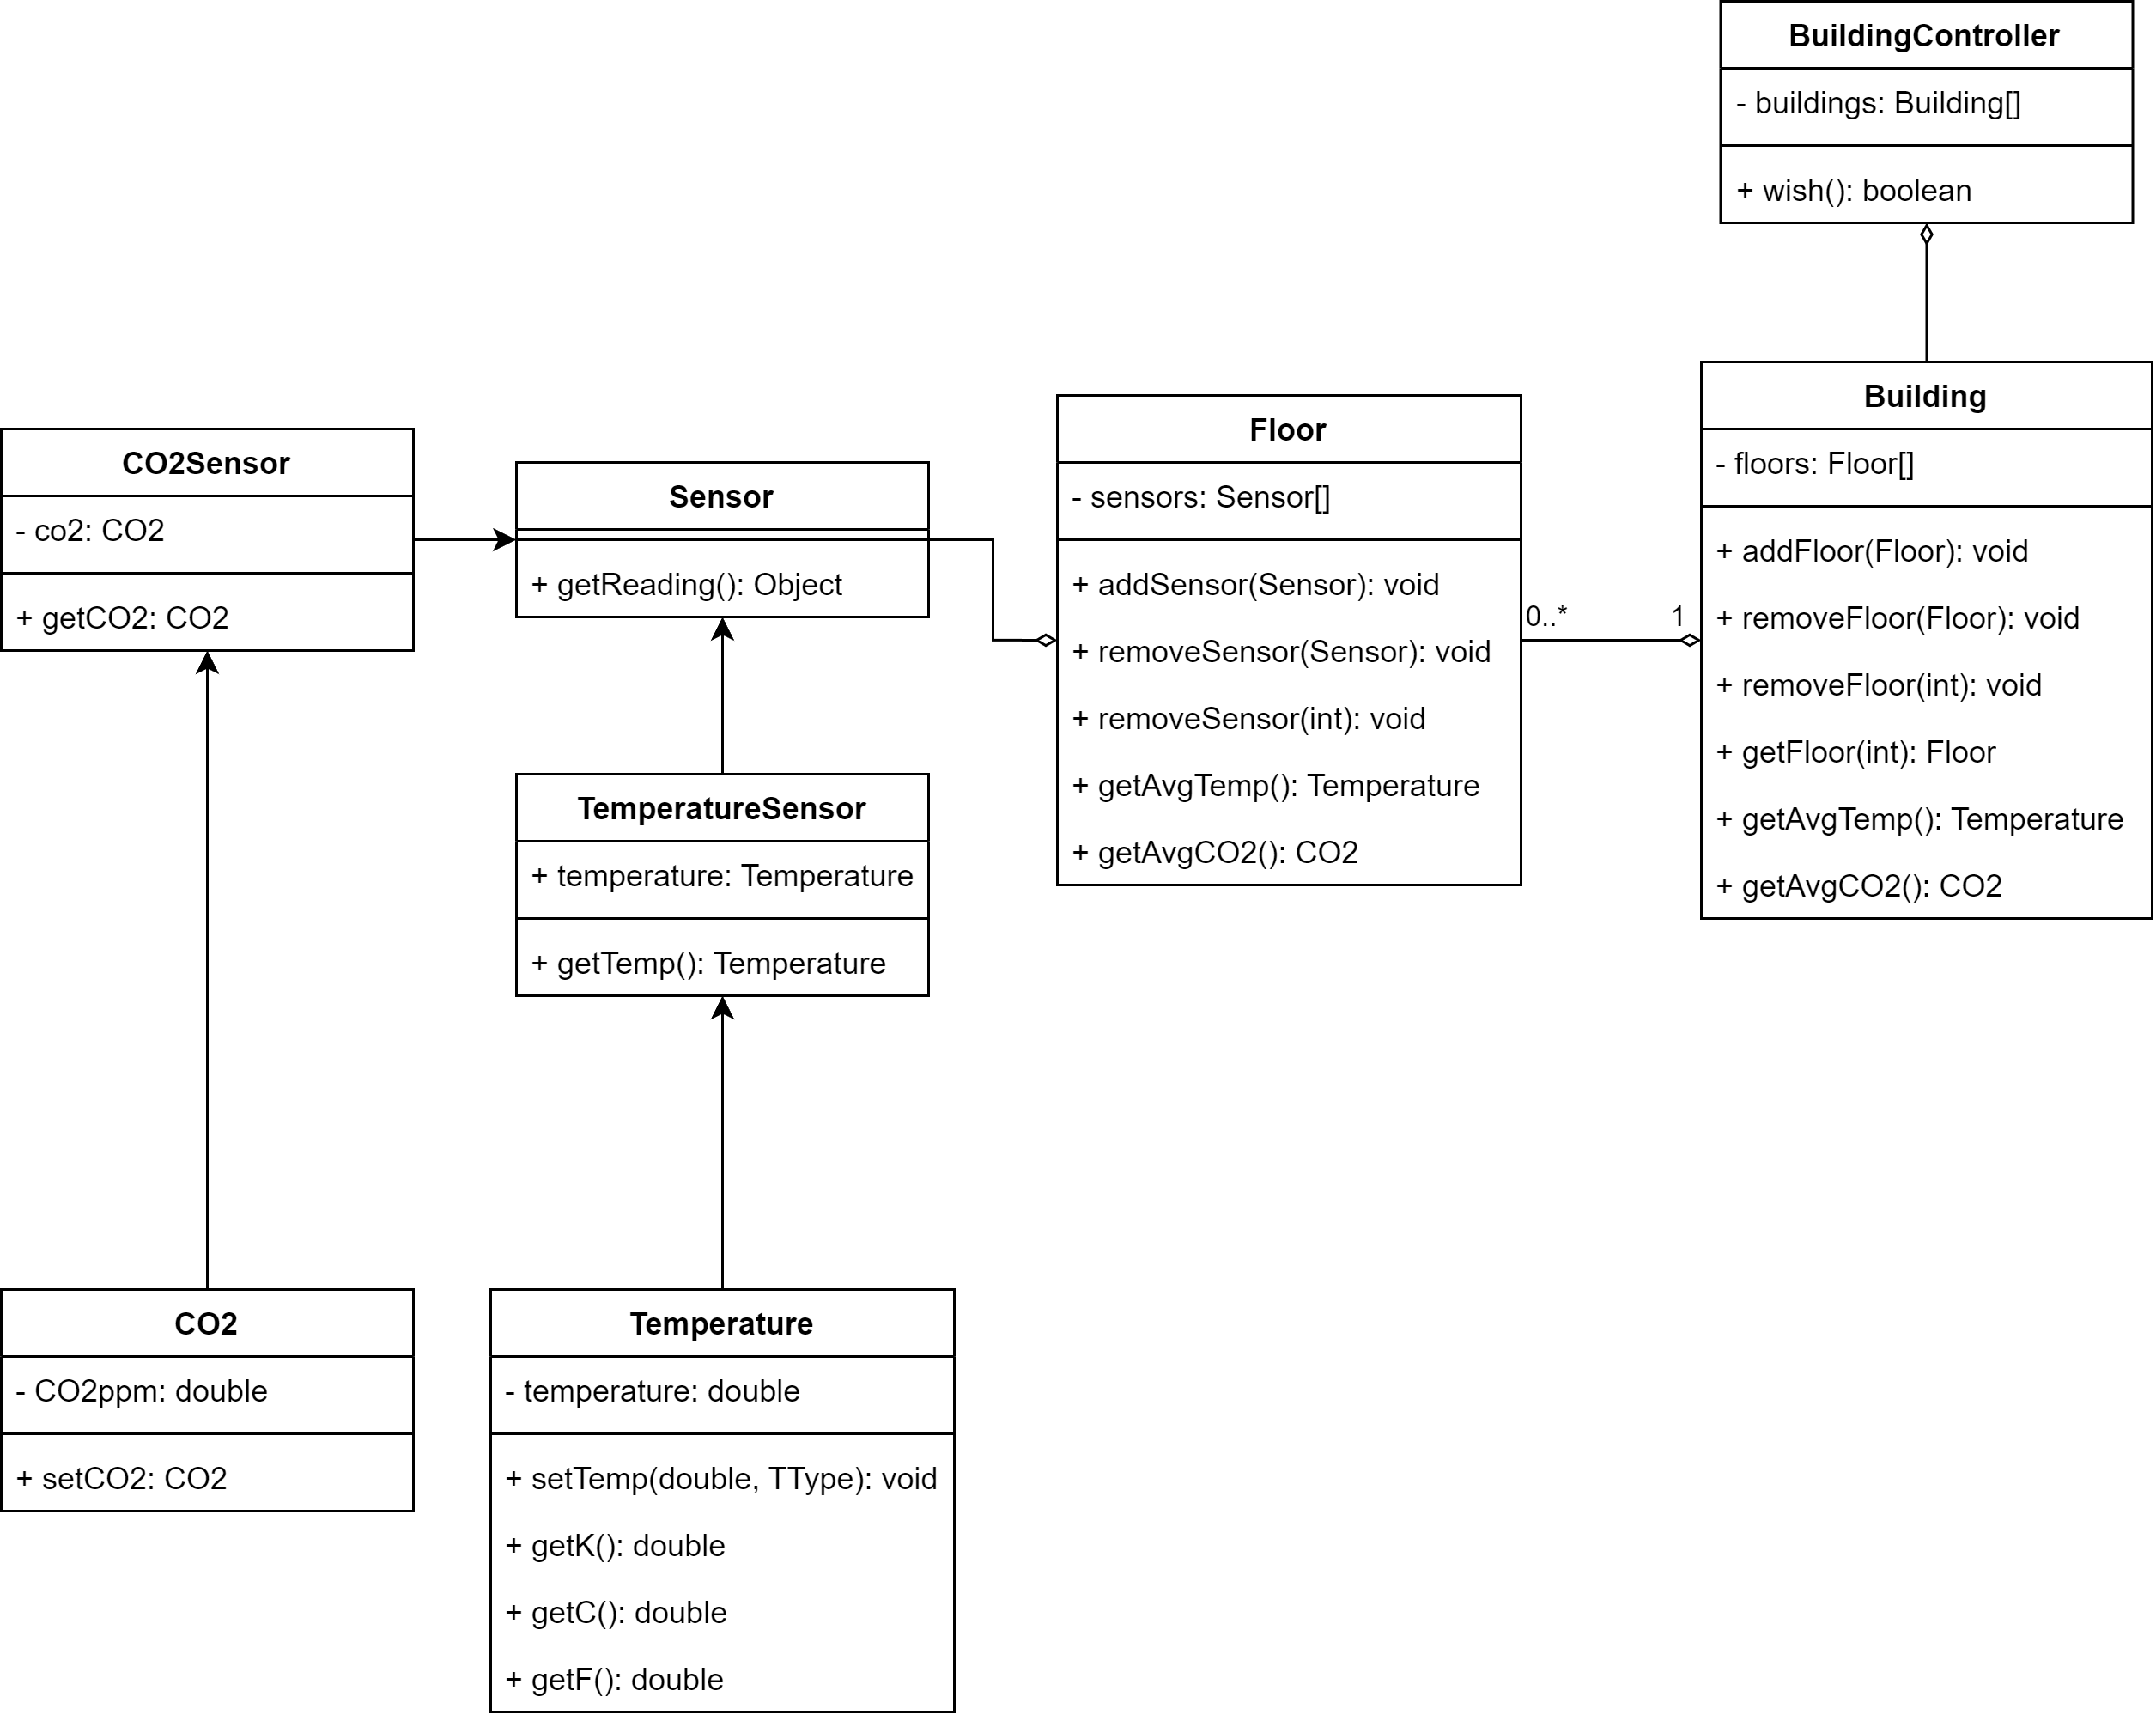 BuildingController
- buildings: Building[]
+ wish(): boolean
Building
- floors: Floor[]
+ addFloor(Floor): void
+ removeFloor(Floor): void
+ removeFloor(int): void
+ getFloor(int): Floor
+ getAvgTemp(): Temperature
+ getAvgCO2(): CO2
0..*
1
Floor
- sensors: Sensor[]
+ addSensor(Sensor): void
+ removeSensor(Sensor): void
+ removeSensor(int): void
+ getAvgTemp(): Temperature
+ getAvgCO2(): CO2
CO2Sensor
- co2: CO2
+ getCO2: CO2
Sensor
+ getReading(): Object
TemperatureSensor
+ temperature: Temperature
+ getTemp(): Temperature
CO2
- CO2ppm: double
+ setCO2: CO2
Temperature
- temperature: double
+ setTemp(double, TType): void
+ getK(): double
+ getC(): double
+ getF(): double